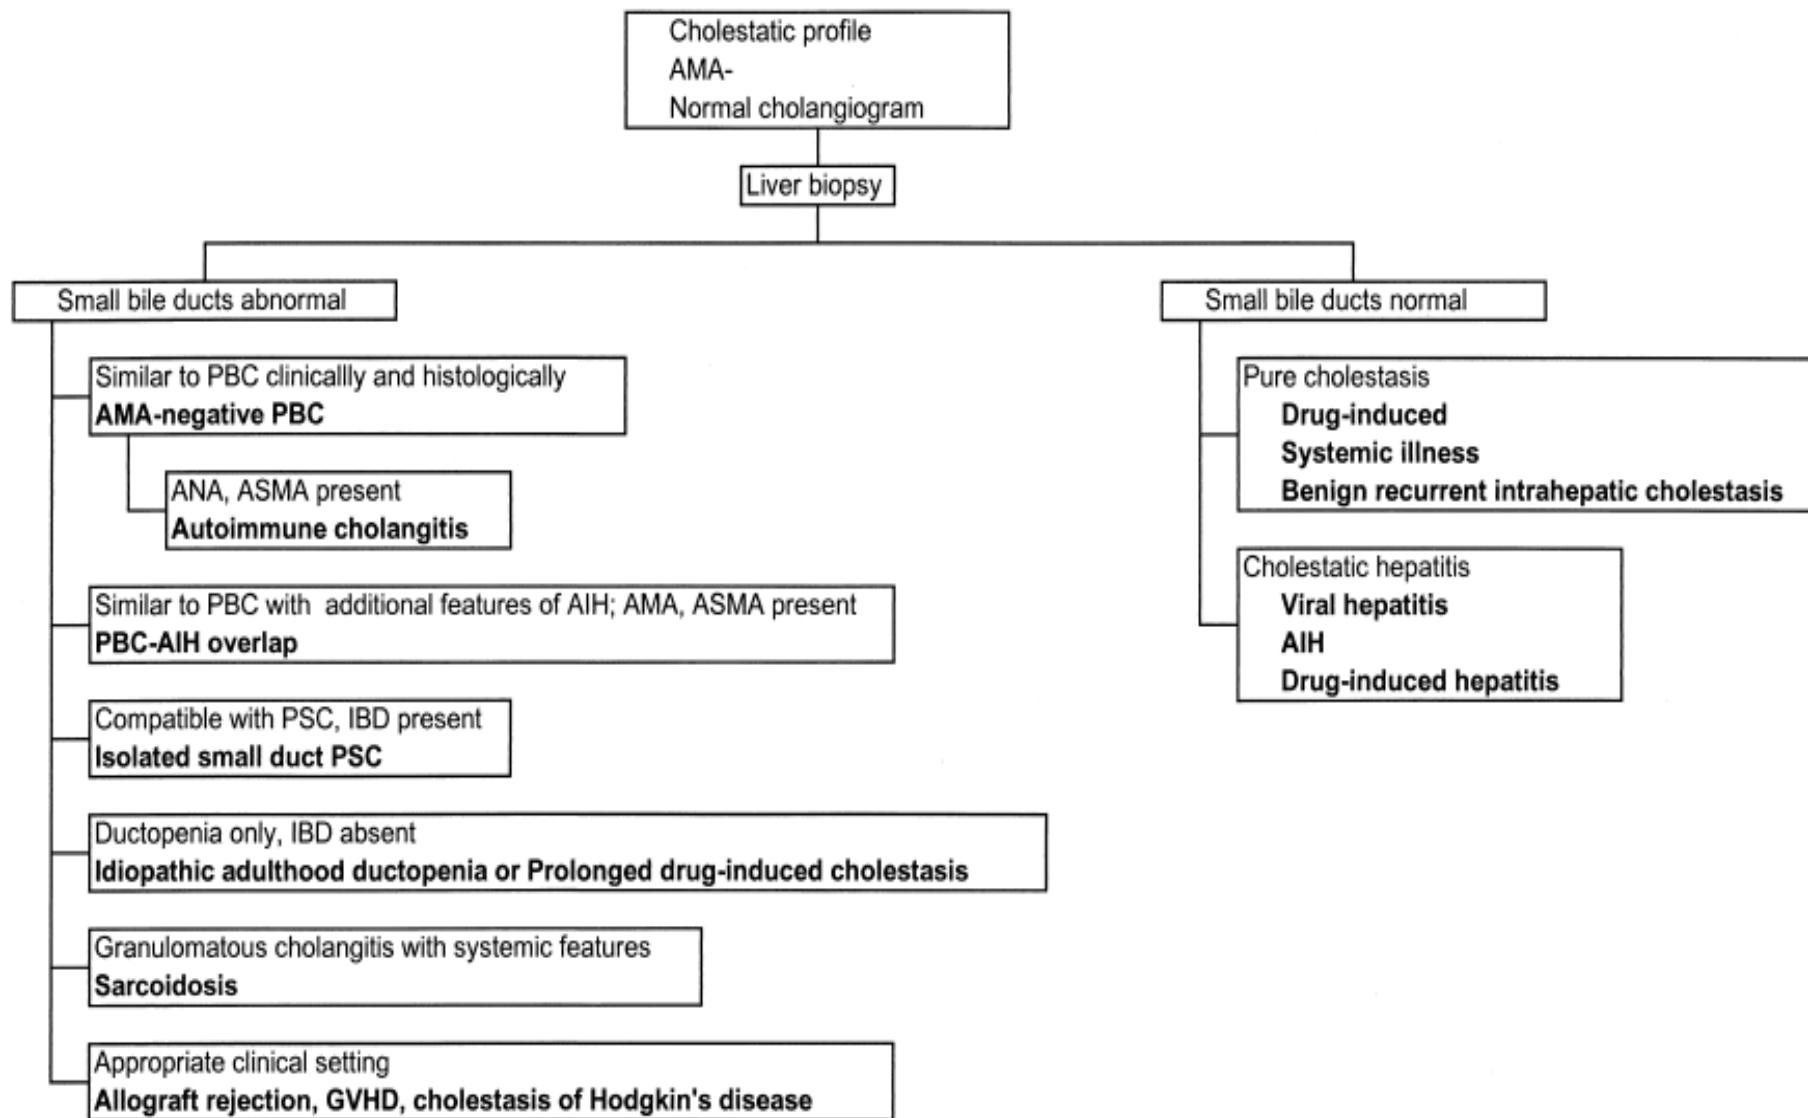 Cholestatic profile
AMA-
Normal cholangiogram
Liver biopsy
Small bile ducts abnormal
Similar to PBC clinicallly and histologically
AMA-negative PBC
ANA, ASMA present
Autoimmune cholangitis
Similar to PBC with additional features of AIH; AMA, ASMA present
PBC-AIH overlap
Compatible with PSC, IBD present
Isolated small duct PSC
Ductopenia only, IBD absent
Idiopathic adulthood ductopenia or Prolonged drug-induced cholestasis
Granulomatous cholangitis with systemic features
Sarcoidosis
Appropriate clinical setting
Allograft rejection, GVHD, cholestasis of Hodgkin's disease
Small bile ducts normal
Pure cholestasis
Drug-induced
Systemic illness
Benign recurrent intrahepatic cholestasis
Cholestatic hepatitis
Viral hepatitis
AIH
Drug-induced hepatitis